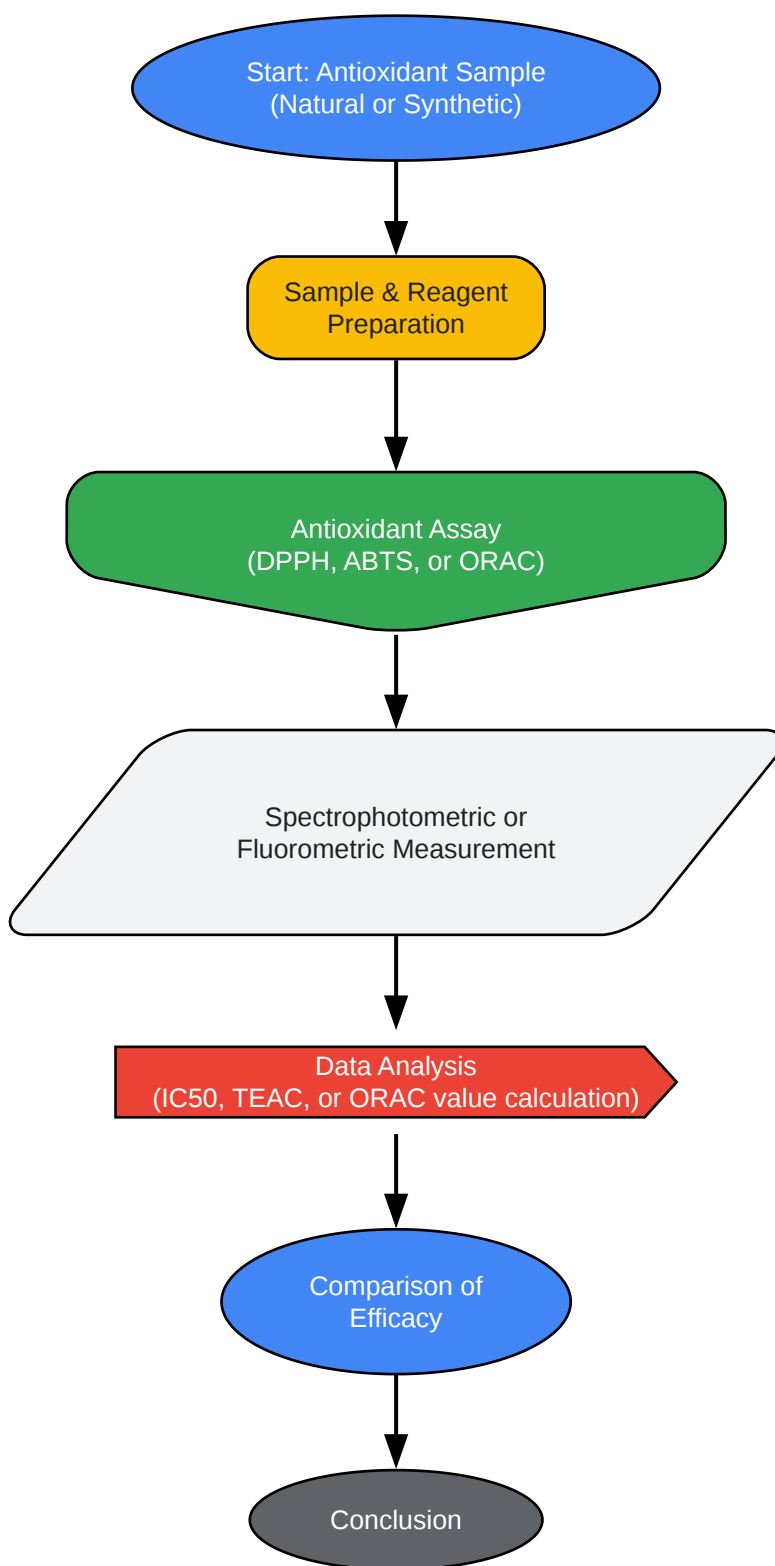 Start: Antioxidant Sample
(Natural or Synthetic)
Sample & Reagent
Preparation
Antioxidant Assay
(DPPH, ABTS, or ORAC)
Spectrophotometric or
Fluorometric Measurement
Data Analysis
(IC50, TEAC, or ORAC value calculation)
Comparison of
Efficacy
Conclusion